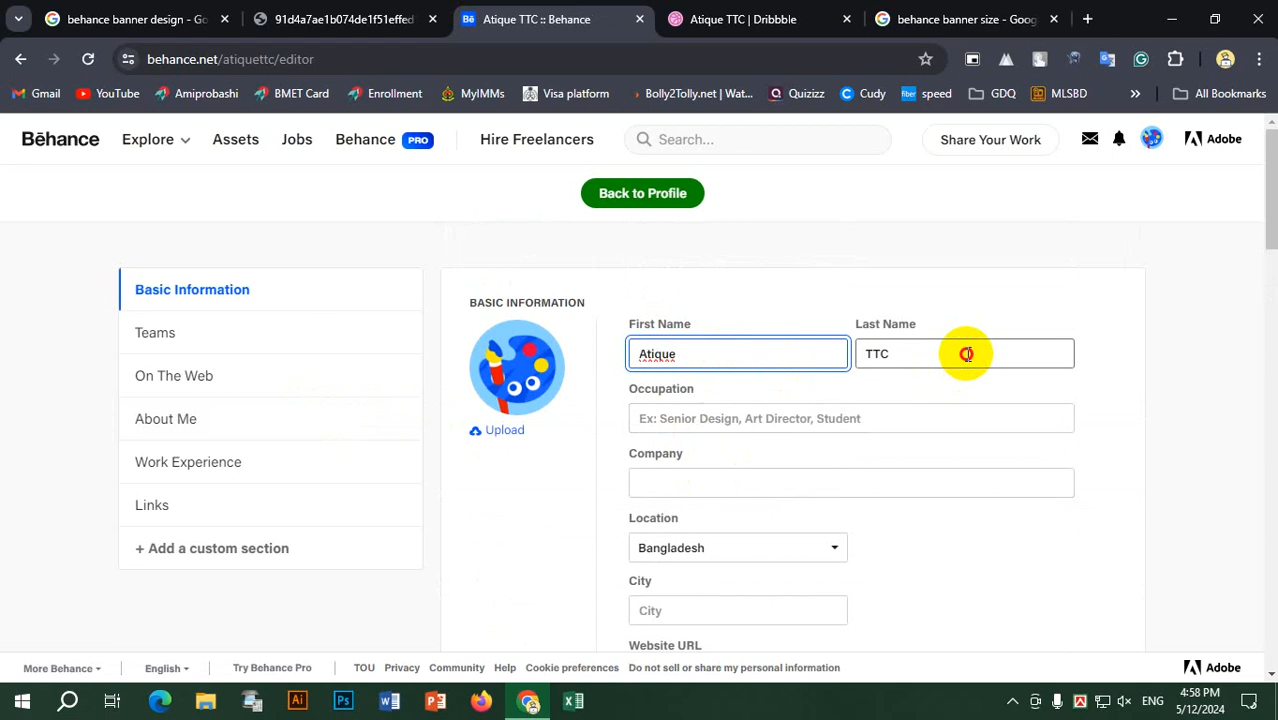 behance banner design - Go
91d4a7ae1b074de1f51effed
Bē Atique TTC :: Behance
Atique TTC | Dribbble
behance banner size - Goog
behance.net/atiquettc/editor
Gmail
YouTube
Amiprobashi
BMET Card
Enrollment
MyIMMs
Visa platform
Bolly2Tolly.net | Wat...
Quizizz
Cudy
fiber speed
GDQ
MLSBD
All Bookmarks
Bēhance
Explore
Assets
Jobs
Behance PRO
Hire Freelancers
Search...
Share Your Work
Adobe
Back to Profile
Basic Information
Teams
On The Web
About Me
Work Experience
Links
+ Add a custom section
BASIC INFORMATION
Upload
First Name
Last Name
Atique
TTC
Occupation
Ex: Senior Design, Art Director, Student
Company
Location
Bangladesh
City
City
Website URL
More Behance
English
Try Behance Pro
TOU
Privacy
Community
Help
Cookie preferences
Do not sell or share my personal information
Adobe
Ai
Ps
ENG
4:58 PM
5/12/2024